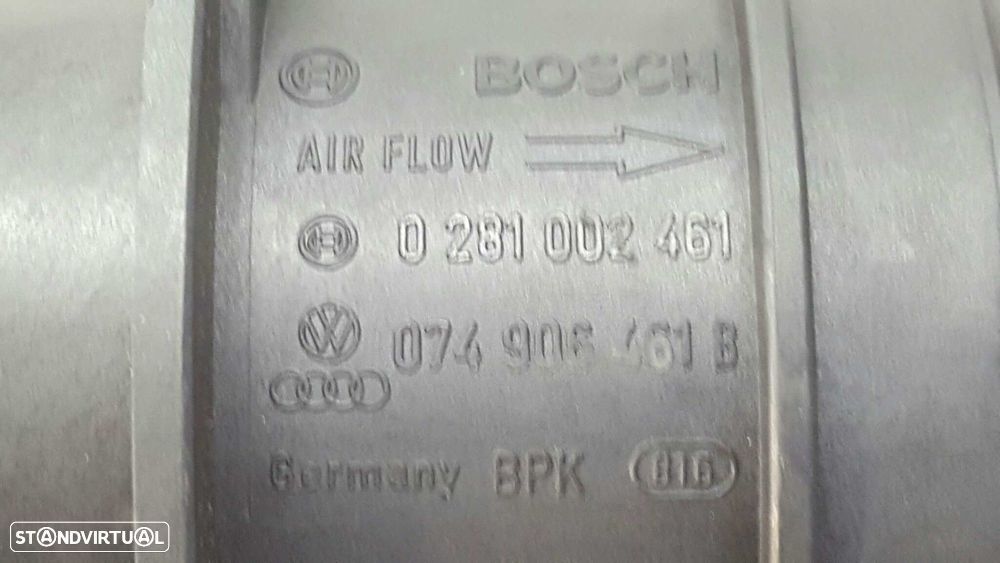 BOSCH
AIR FLOW
0 281 002 461
074 906 461 B
Germany BPK 816
STANDVIRTUAL